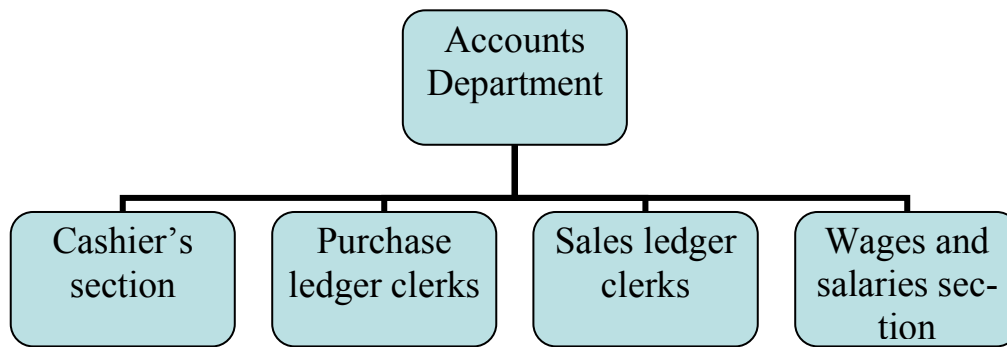 Accounts
Department
Cashier's
section
Purchase
ledger clerks
Sales ledger
clerks
Wages and
salaries sec-
tion